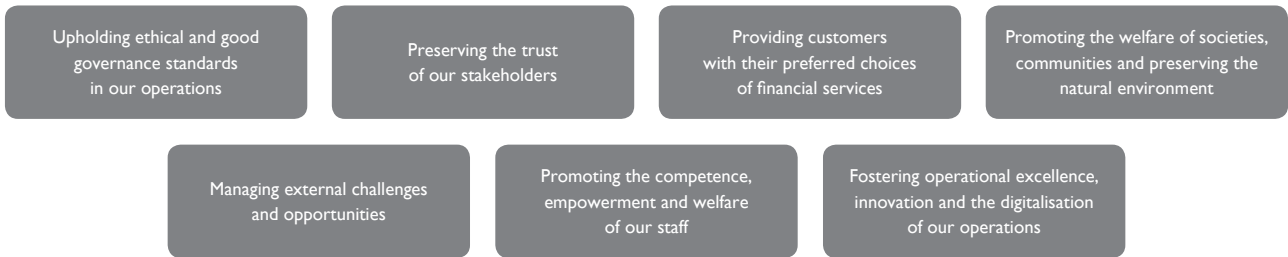 Upholding ethical and good
governance standards
in our operations
Preserving the trust
of our stakeholders
Providing customers
with their preferred choices
of financial services
Promoting the welfare of societies,
communities and preserving the
natural environment
Managing external challenges
and opportunities
Promoting the competence,
empowerment and welfare
of our staff
Fostering operational excellence,
innovation and the digitalisation
of our operations